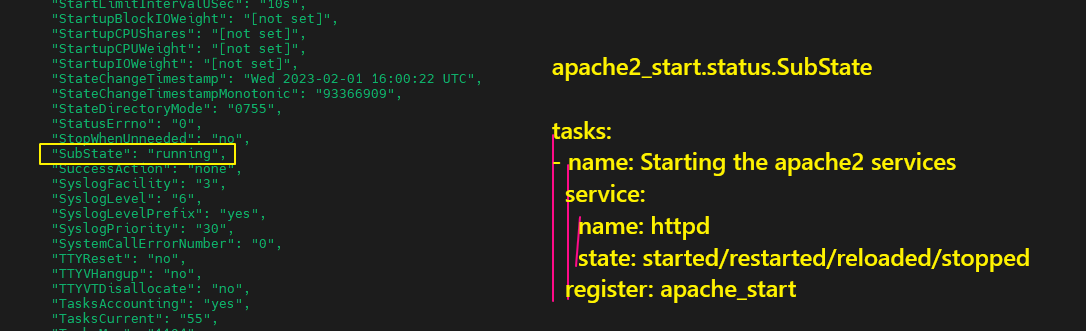 "StartLimitIntervalUSec": "10s",
"StartupBlockIOWeight": "[not set]",
"StartupCPUShares": "[not set]",
"StartupCPUWeight": "[not set]",
"StartupIOWeight": "[not set]",
"StateChangeTimestamp": "Wed 2023-02-01 16:00:22 UTC",
"StateChangeTimestampMonotonic": "93366909",
"StateDirectoryMode": "0755",
"StatusErrno": "0",
"StopWhenUnneeded": "no",
"SubState": "running",
"SuccessAction": "none",
"SyslogFacility": "3",
"SyslogLevel": "6",
"SyslogLevelPrefix": "yes",
"SyslogPriority": "30",
"SystemCallErrorNumber": "0",
"TTYReset": "no",
"TTYVHangup": "no",
"TTYVTDisallocate": "no",
"TasksAccounting": "yes",
"TasksCurrent": "55",
apache2_start.status.SubState
tasks:
- name: Starting the apache2 services
service:
name: httpd
state: started/restarted/reloaded/stopped
register: apache_start